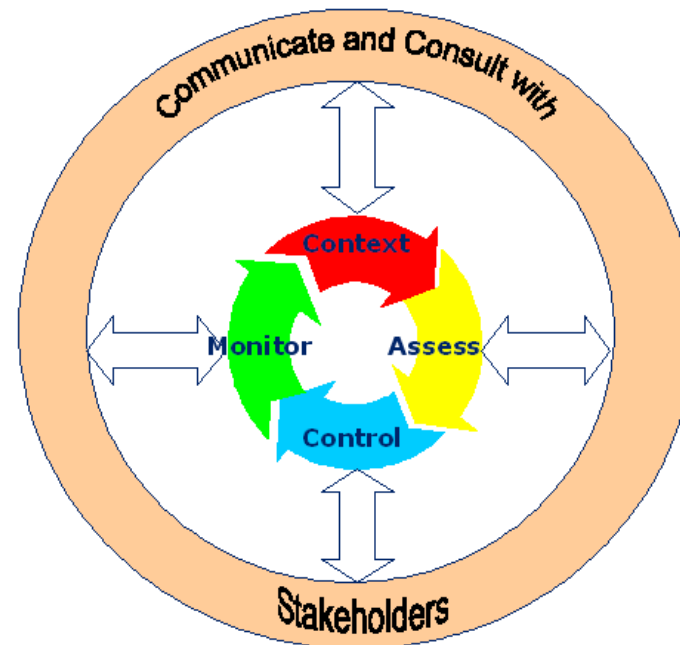 Communicate and Consult with
Context
Monitor
Assess
Control
Stakeholders